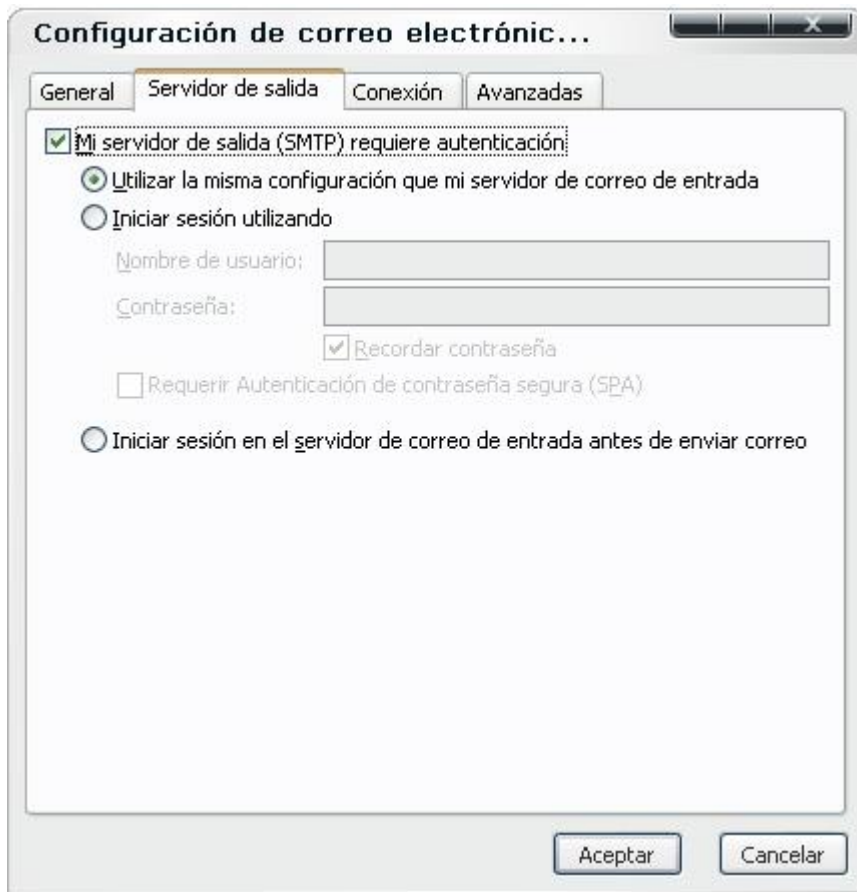 Configuración de correo electrónic...
General Servidor de salida Conexión Avanzadas
Mi servidor de salida (SMTP) requiere autenticación
Utilizar la misma configuración que mi servidor de correo de entrada
Iniciar sesión utilizando
Nombre de usuario:
Contraseña:
Recordar contraseña
Requerir Autenticación de contraseña segura (SPA)
Iniciar sesión en el servidor de correo de entrada antes de enviar correo
Aceptar Cancelar